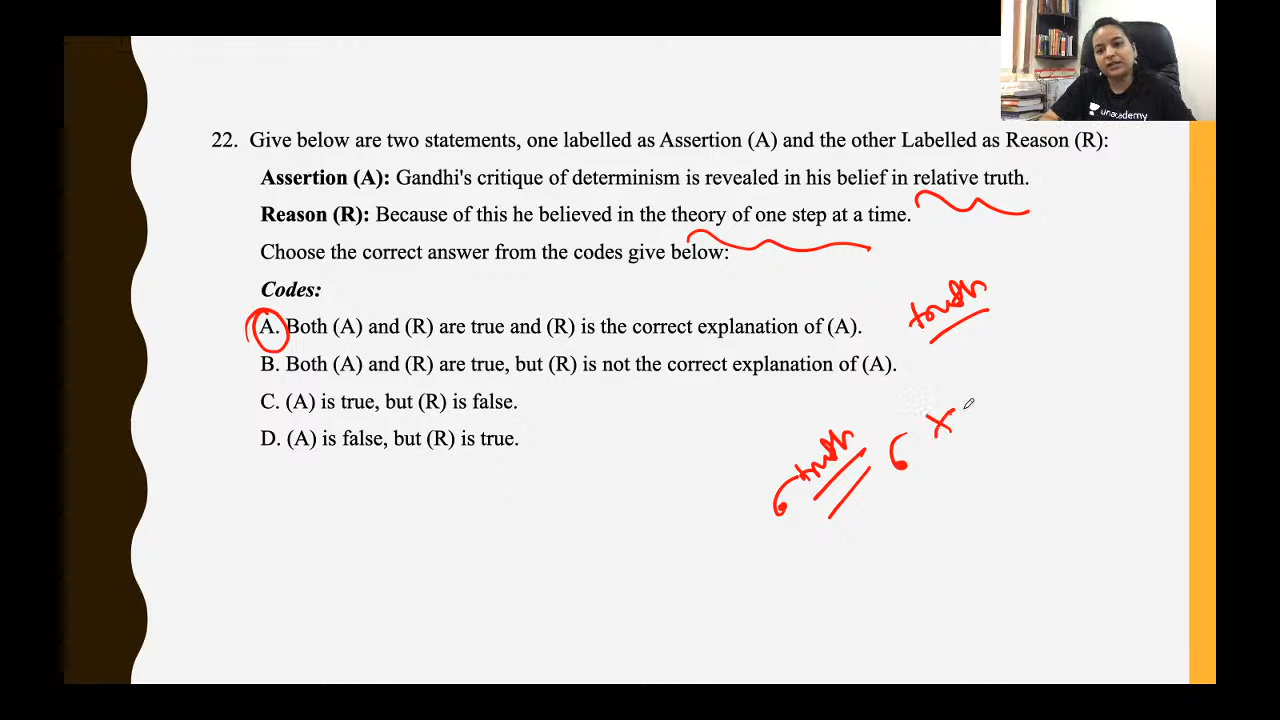 unacademy
22. Give below are two statements, one labelled as Assertion (A) and the other Labelled as Reason (R):
Assertion (A): Gandhi's critique of determinism is revealed in his belief in relative truth.
Reason (R): Because of this he believed in the theory of one step at a time.
Choose the correct answer from the codes give below:
Codes:
A. Both (A) and (R) are true and (R) is the correct explanation of (A).
B. Both (A) and (R) are true, but (R) is not the correct explanation of (A).
C. (A) is true, but (R) is false.
D. (A) is false, but (R) is true.
truth
truth